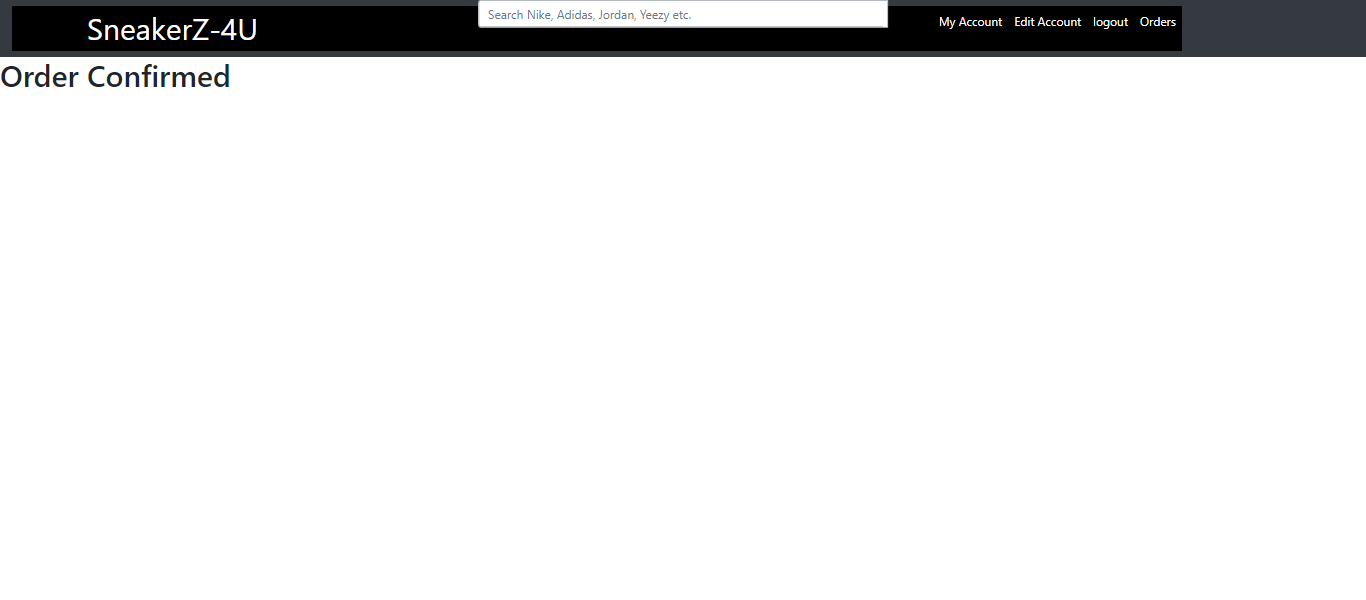 SneakerZ-4U
Search Nike, Adidas, Jordan, Yeezy etc.
My Account Edit Account logout Orders
Order Confirmed